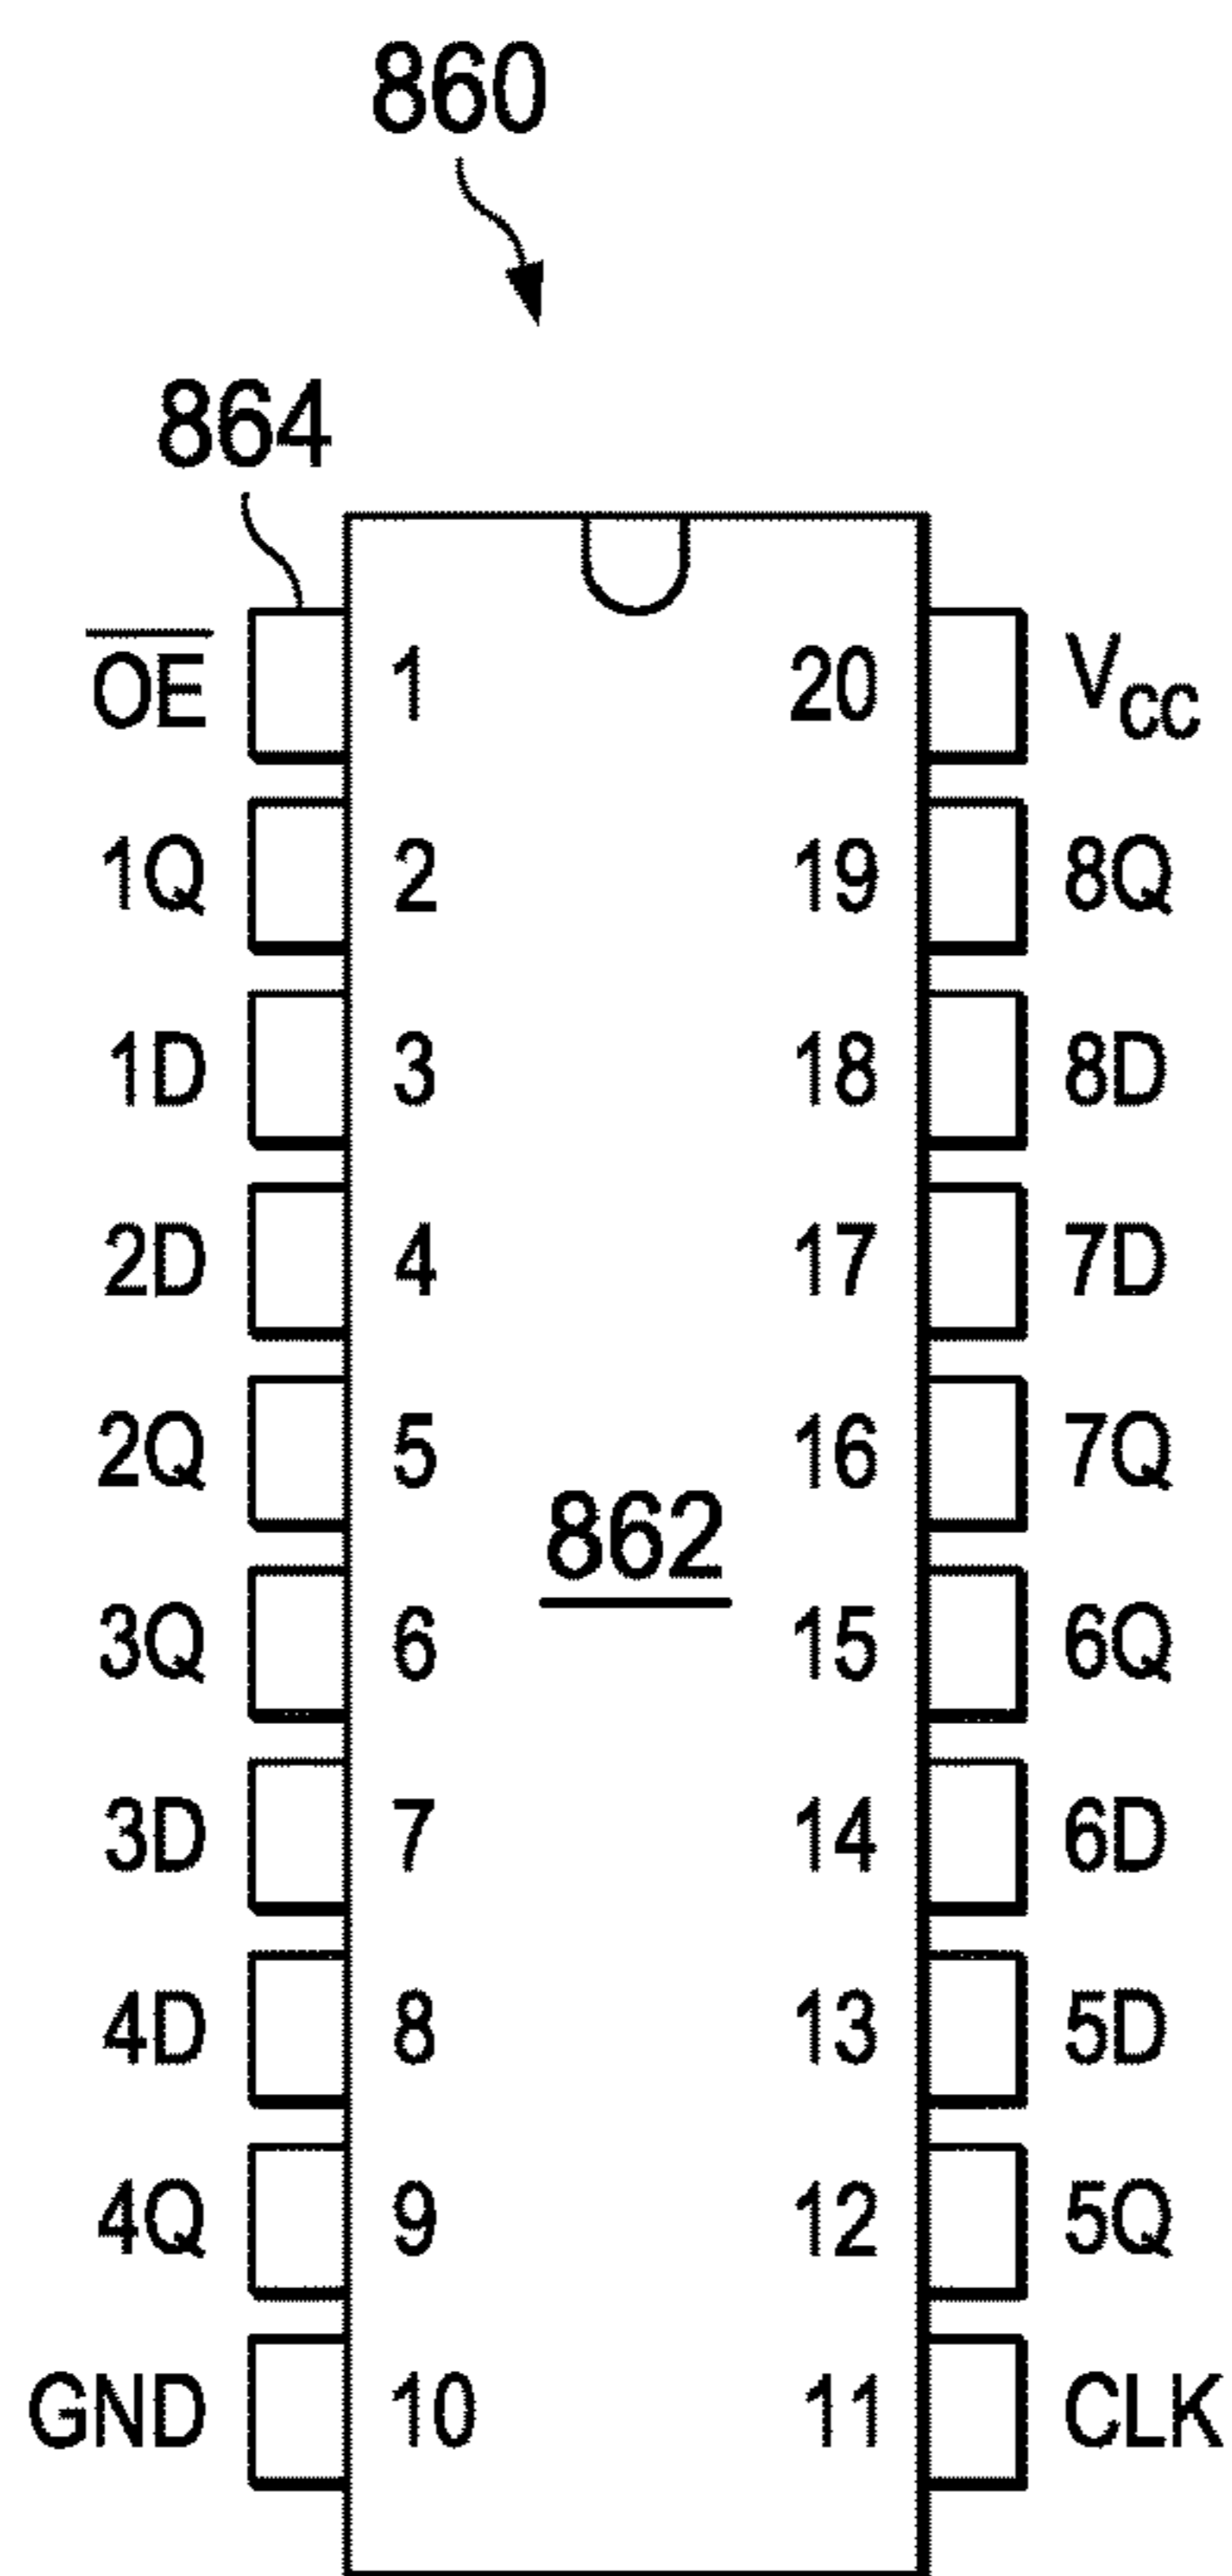 860
864
O̅E̅ 1 20 VCC
1Q 2 19 8Q
1D 3 18 8D
2D 4 17 7D
2Q 5 16 7Q
862
3Q 6 15 6Q
3D 7 14 6D
4D 8 13 5D
4Q 9 12 5Q
GND 10 11 CLK